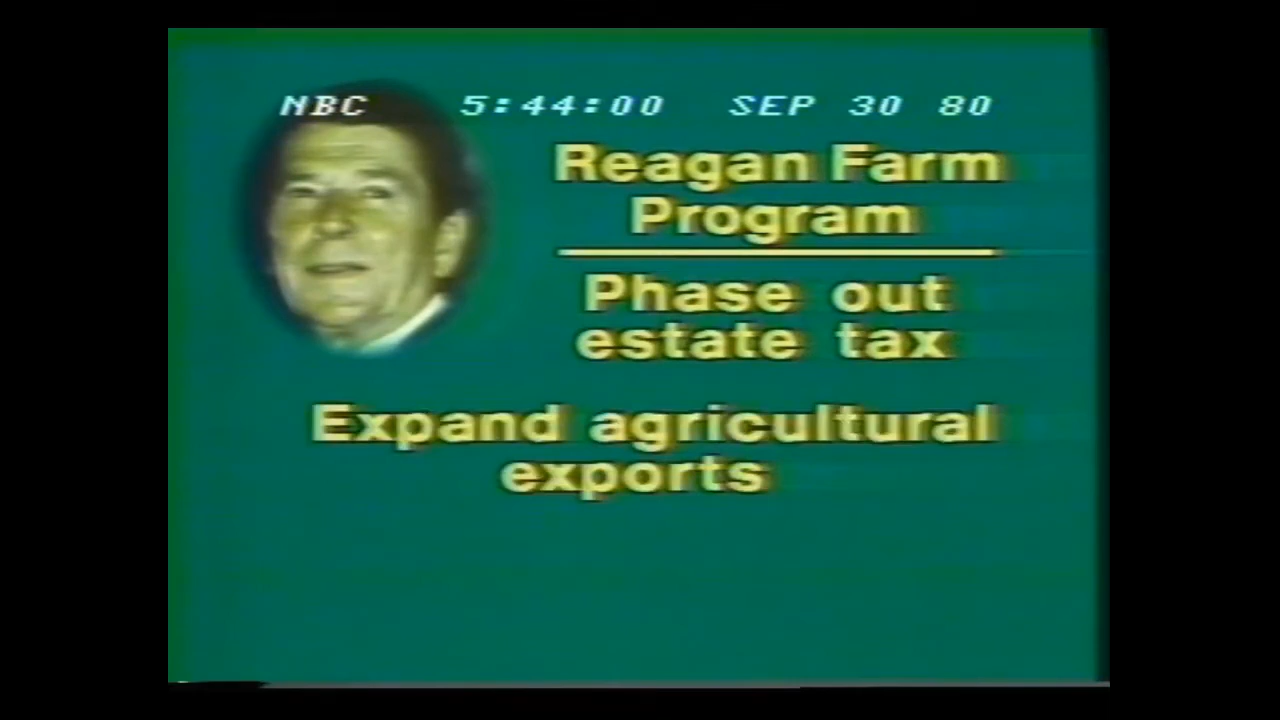 NBC 5:44:00 SEP 30 80
Reagan Farm
Program
Phase out
estate tax
Expand agricultural
exports